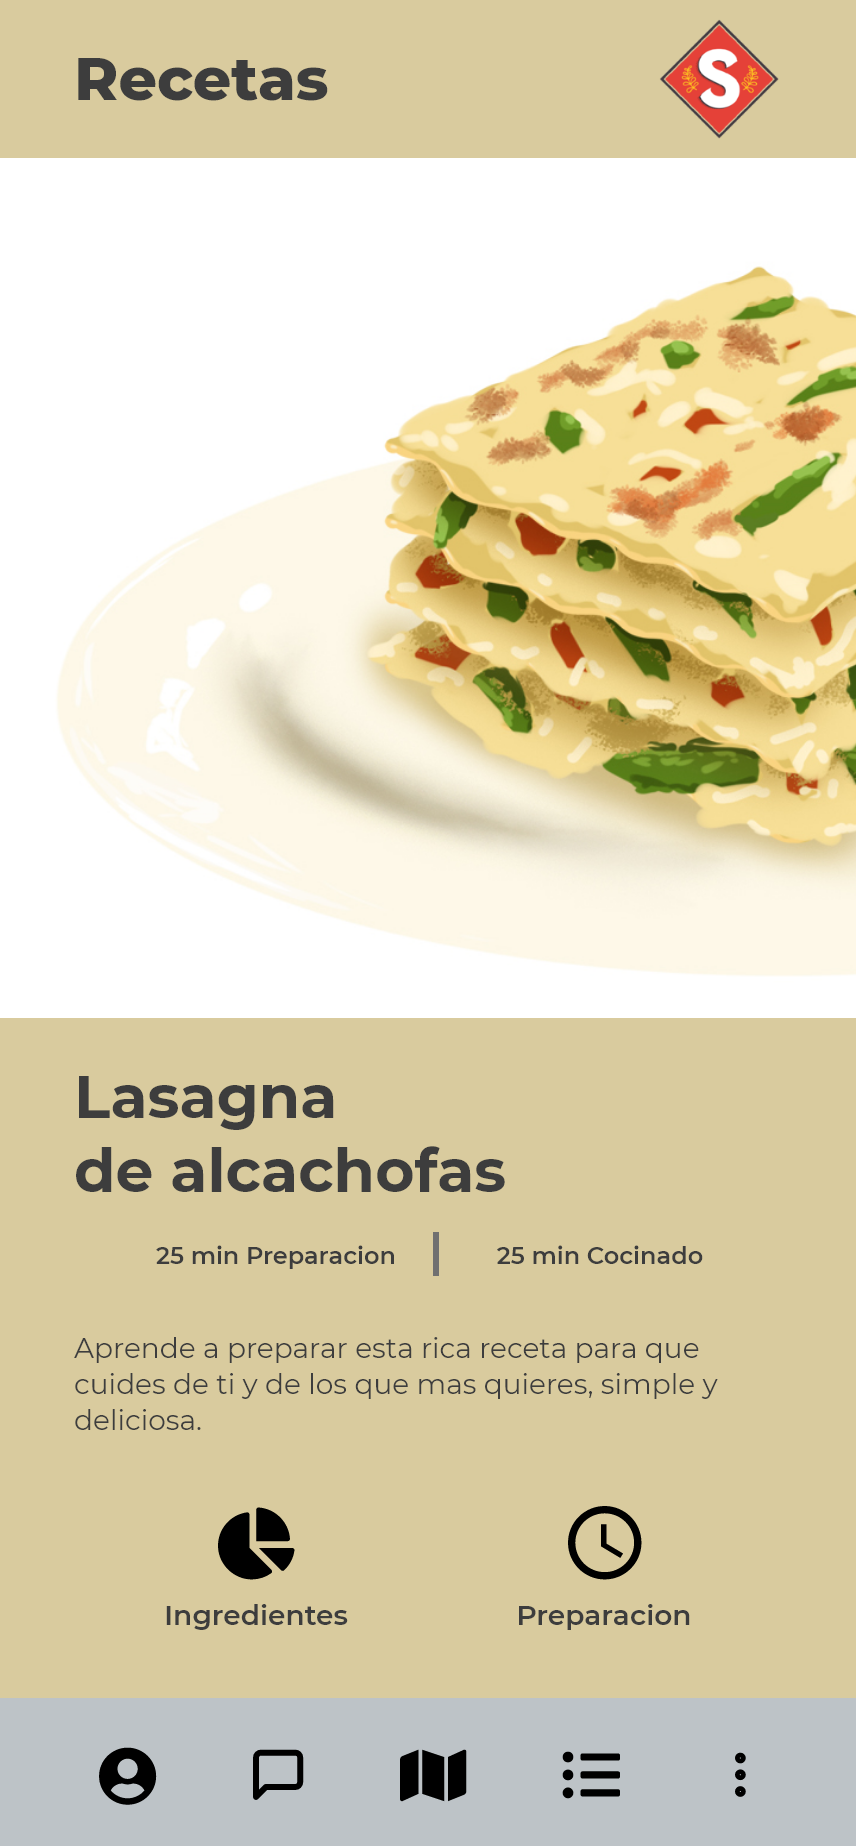 Recetas
S
Lasagna
de alcachofas
25 min Preparacion
25 min Cocinado
Aprende a preparar esta rica receta para que
cuides de ti y de los que mas quieres, simple y
deliciosa.
Ingredientes
Preparacion